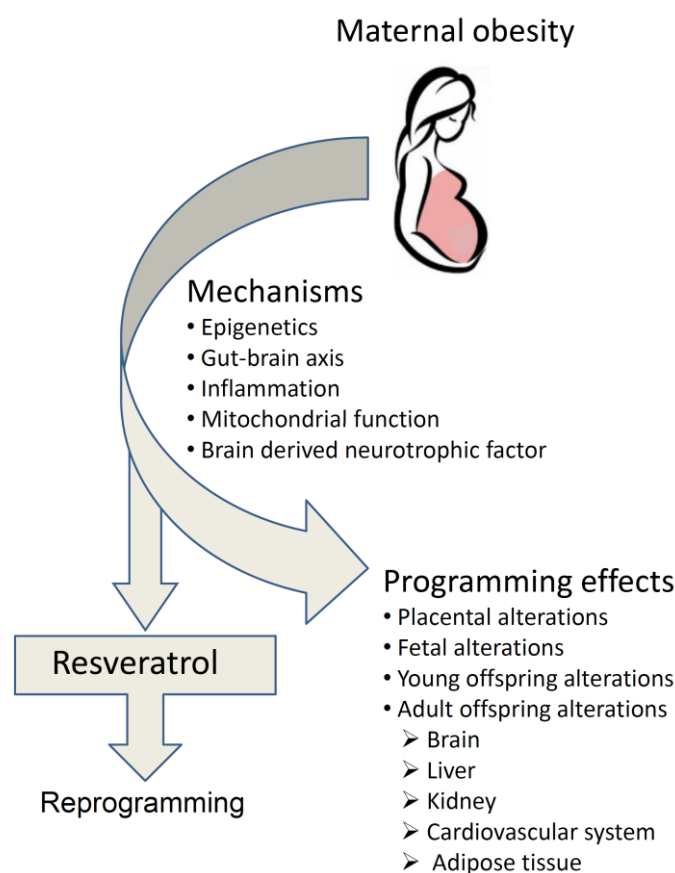 Maternal obesity
Mechanisms
• Epigenetics
• Gut-brain axis
• Inflammation
• Mitochondrial function
• Brain derived neurotrophic factor
Programming effects
• Placental alterations
• Fetal alterations
• Young offspring alterations
• Adult offspring alterations
➢ Brain
➢ Liver
➢ Kidney
➢ Cardiovascular system
➢ Adipose tissue
Resveratrol
Reprogramming